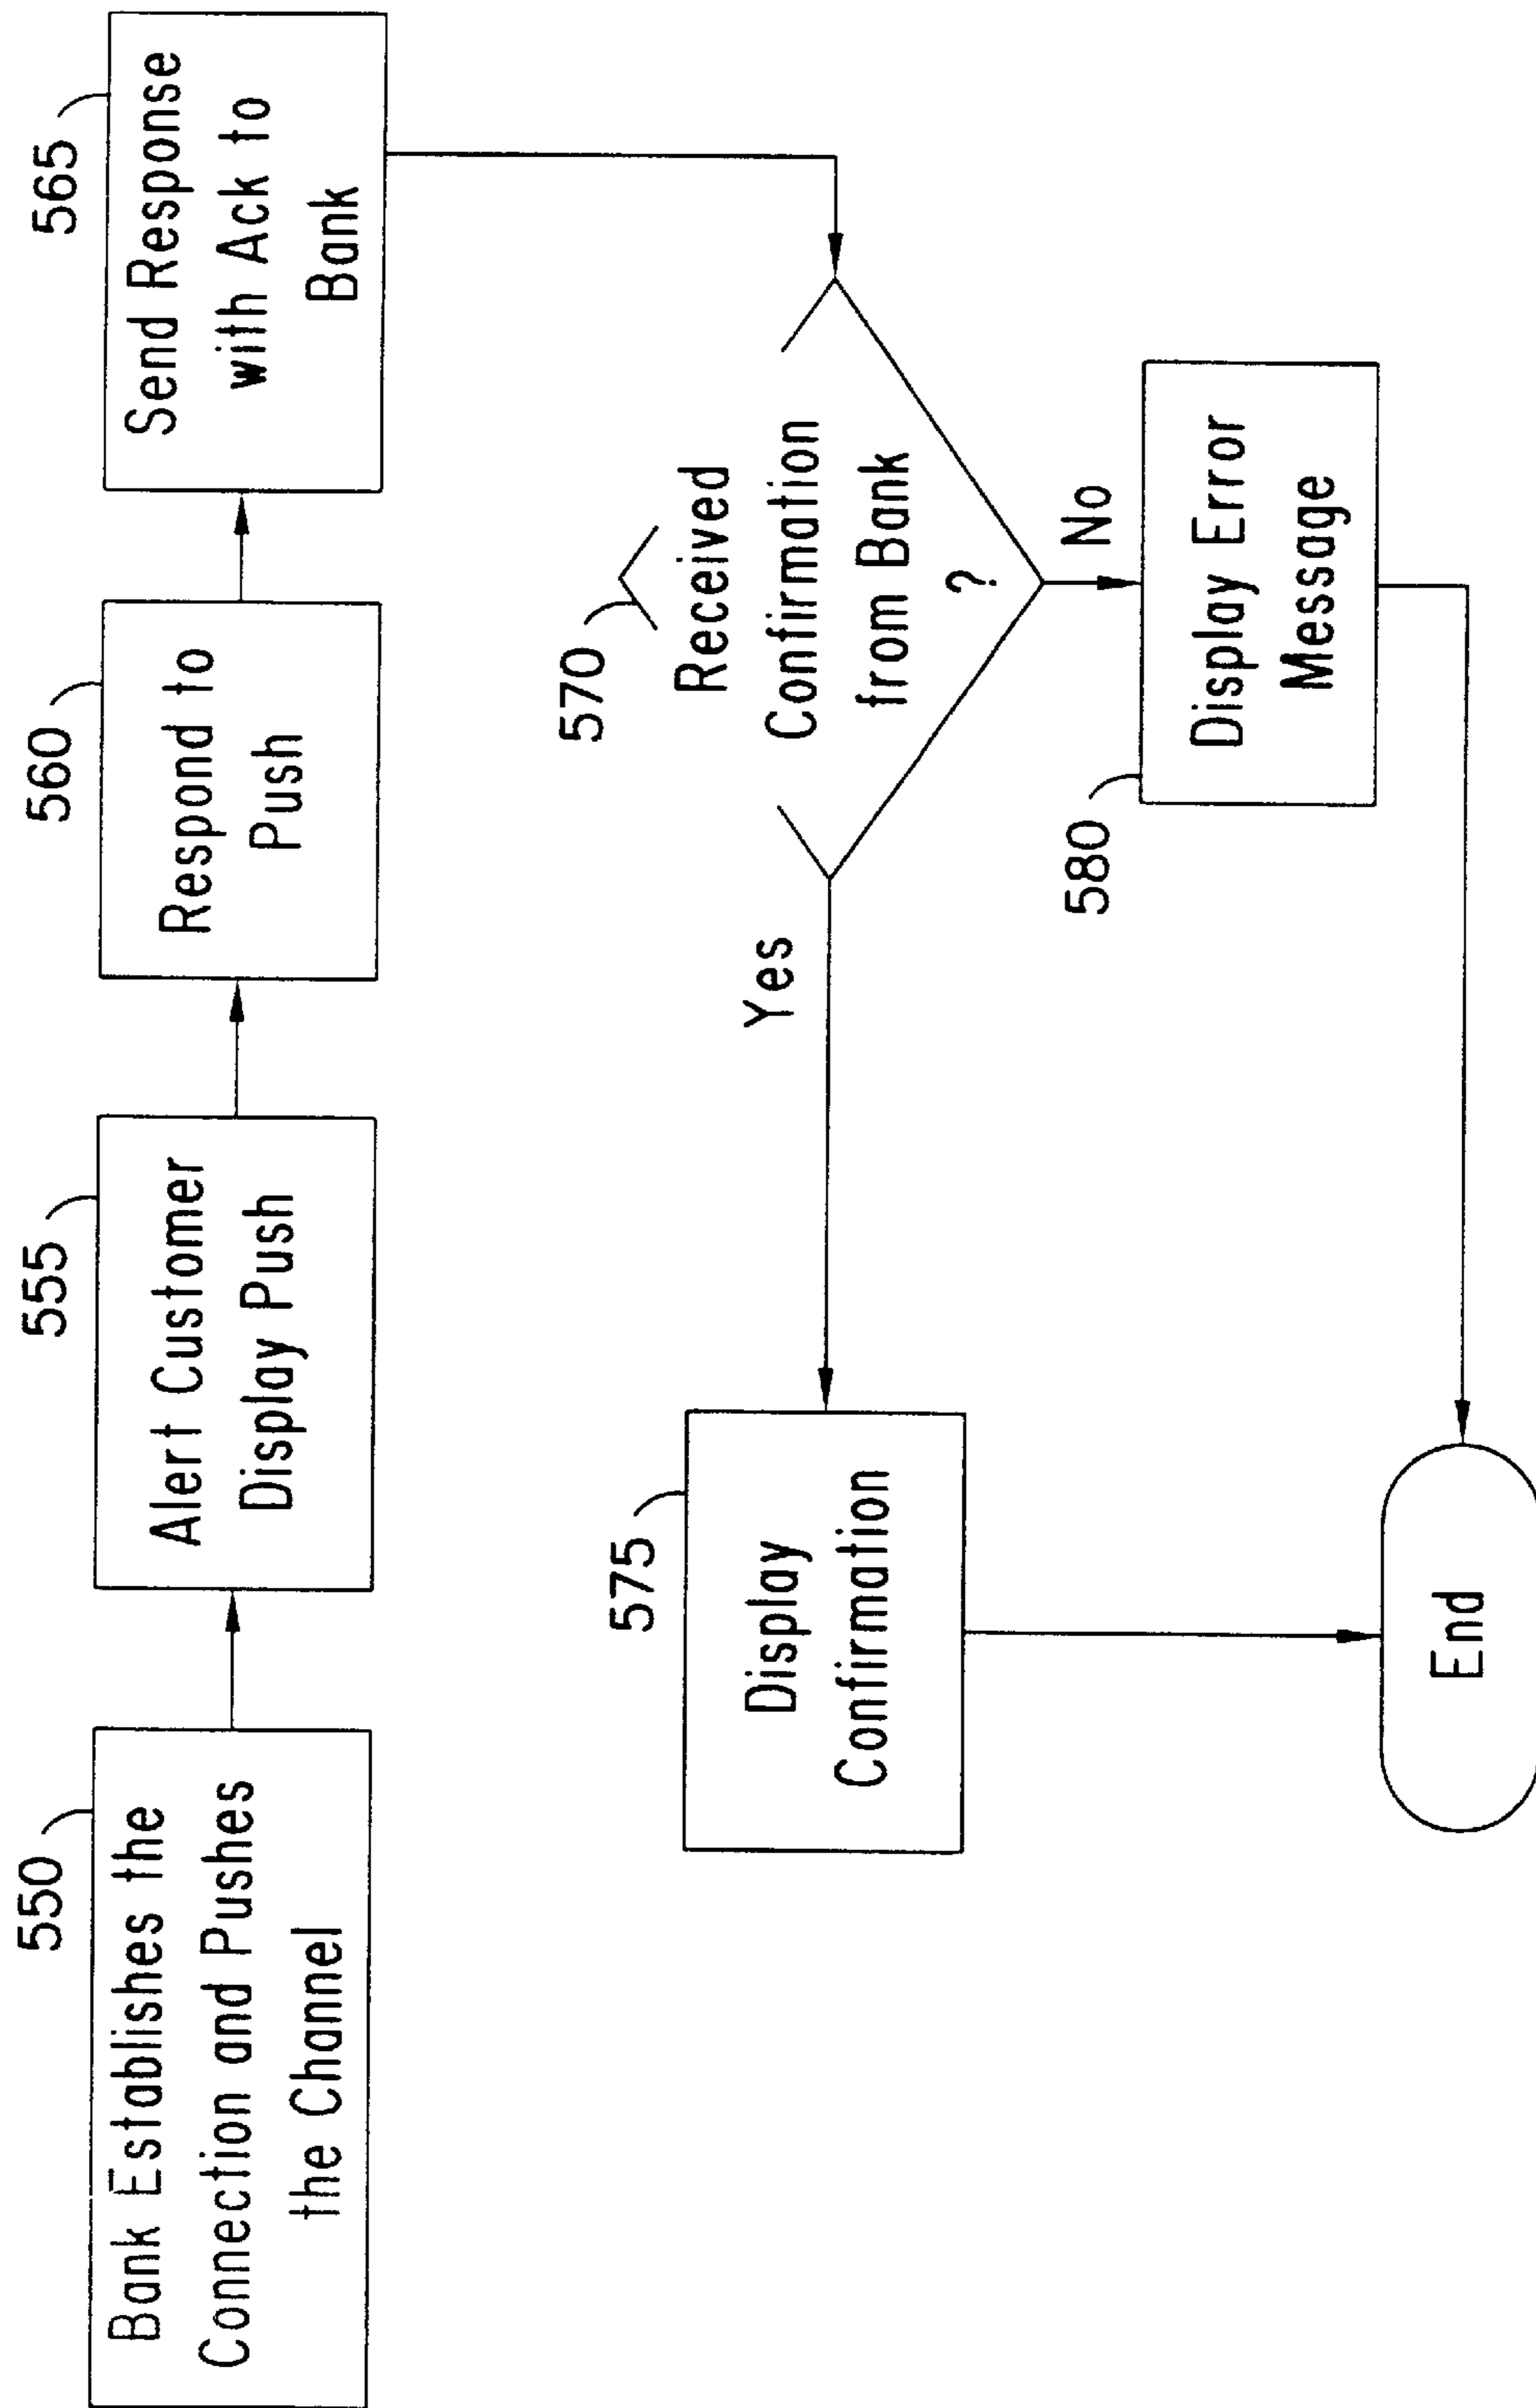 550
Bank Establishes the
Connection and Pushes
the Channel
555
Alert Customer
Display Push
560
Respond to
Push
565
Send Response
with Ack to
Bank
570
Received
Confirmation
from Bank
?
Yes
No
575
Display
Confirmation
580
Display Error
Message
End